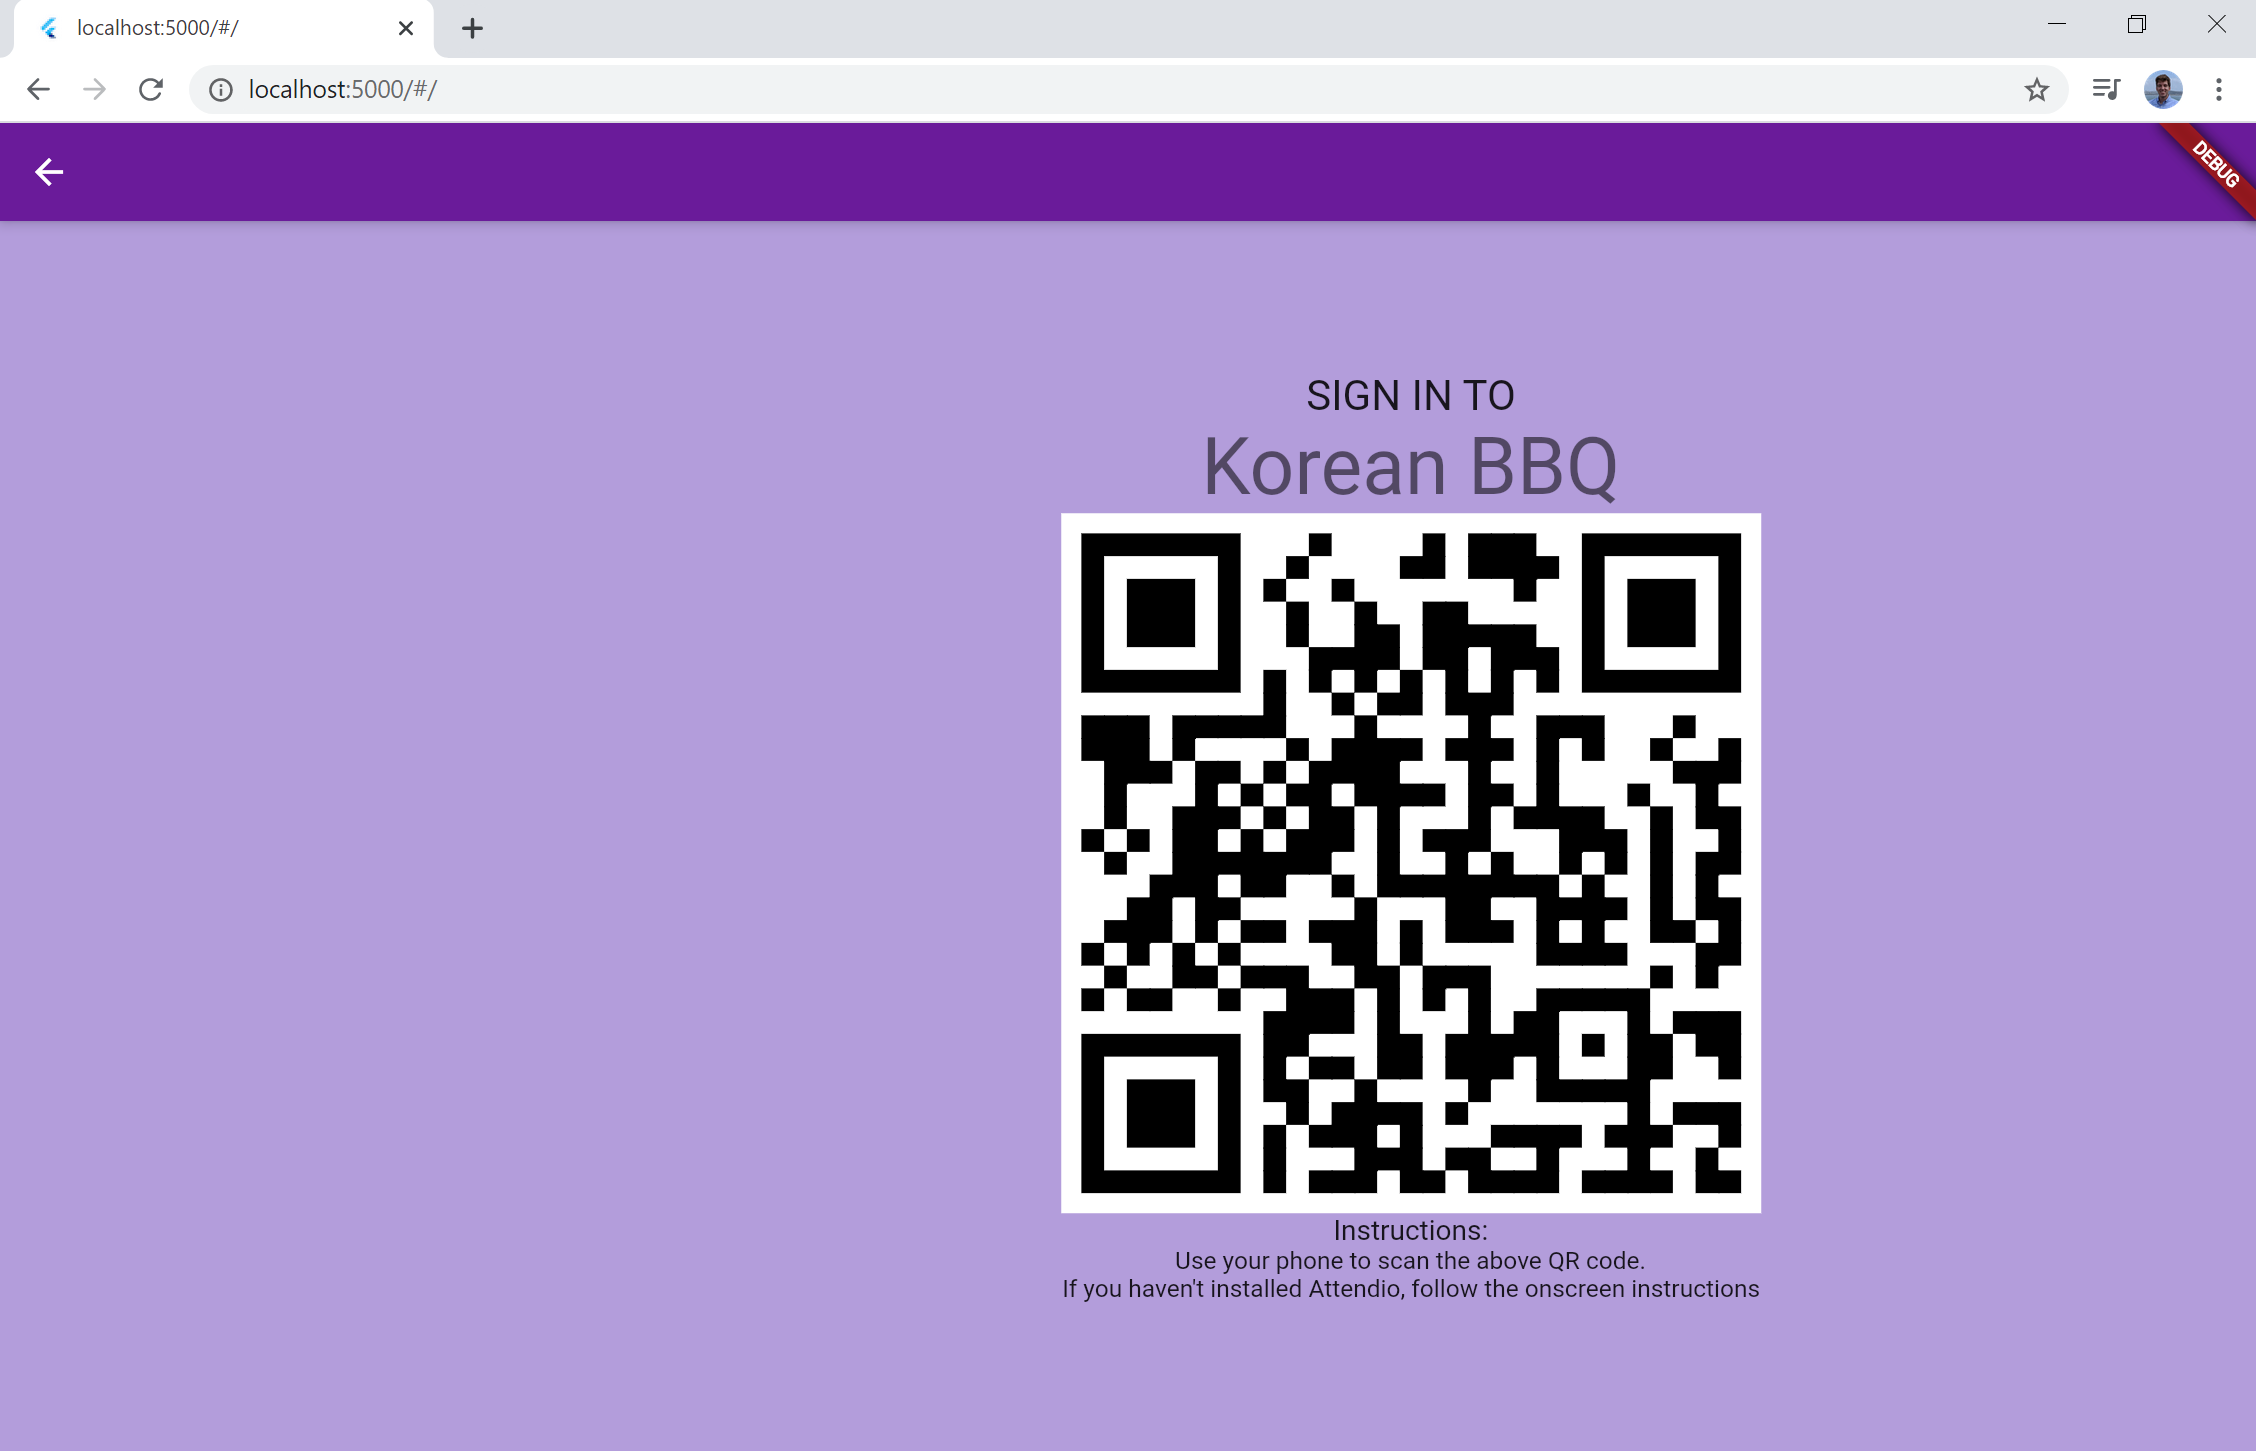 localhost:5000/#/
localhost:5000/#/
DEBUG
SIGN IN TO
Korean BBQ
Instructions:
Use your phone to scan the above QR code.
If you haven't installed Attendio, follow the onscreen instructions